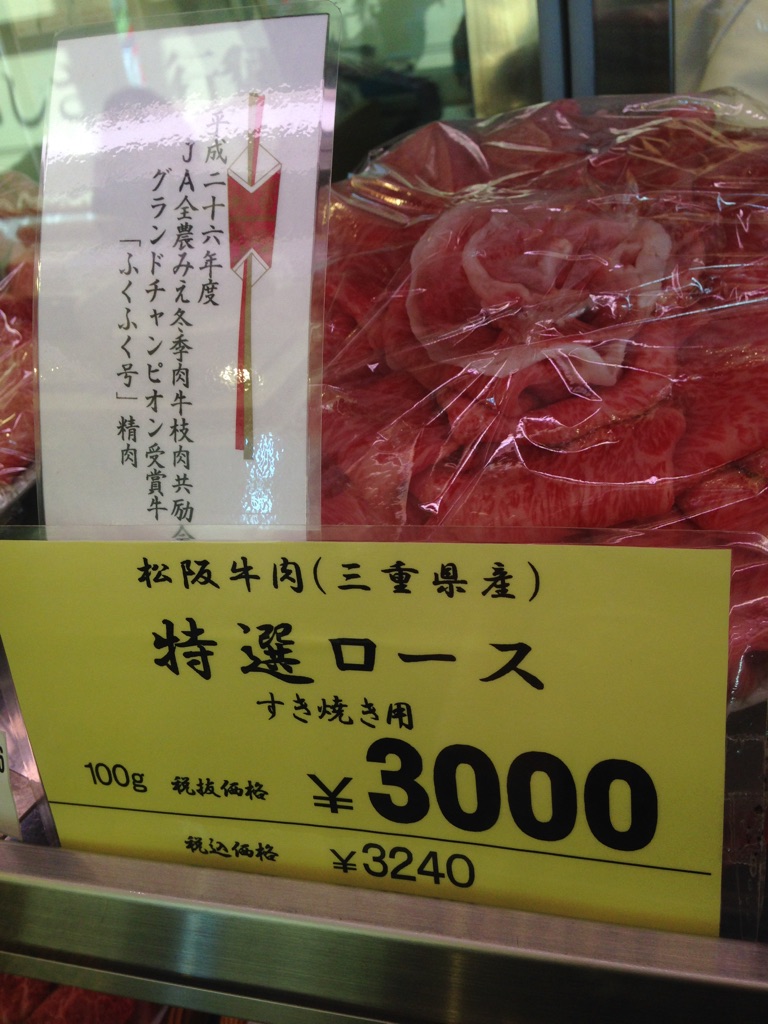 平成二十六年度
JA全農みえ冬季肉牛枝肉共励会
グランドチャンピオン受賞牛
「ふくふく号」精肉
松阪牛肉(三重県産)
特選ロース
すき焼き用
100g 税抜価格 ¥3000
税込価格 ¥3240